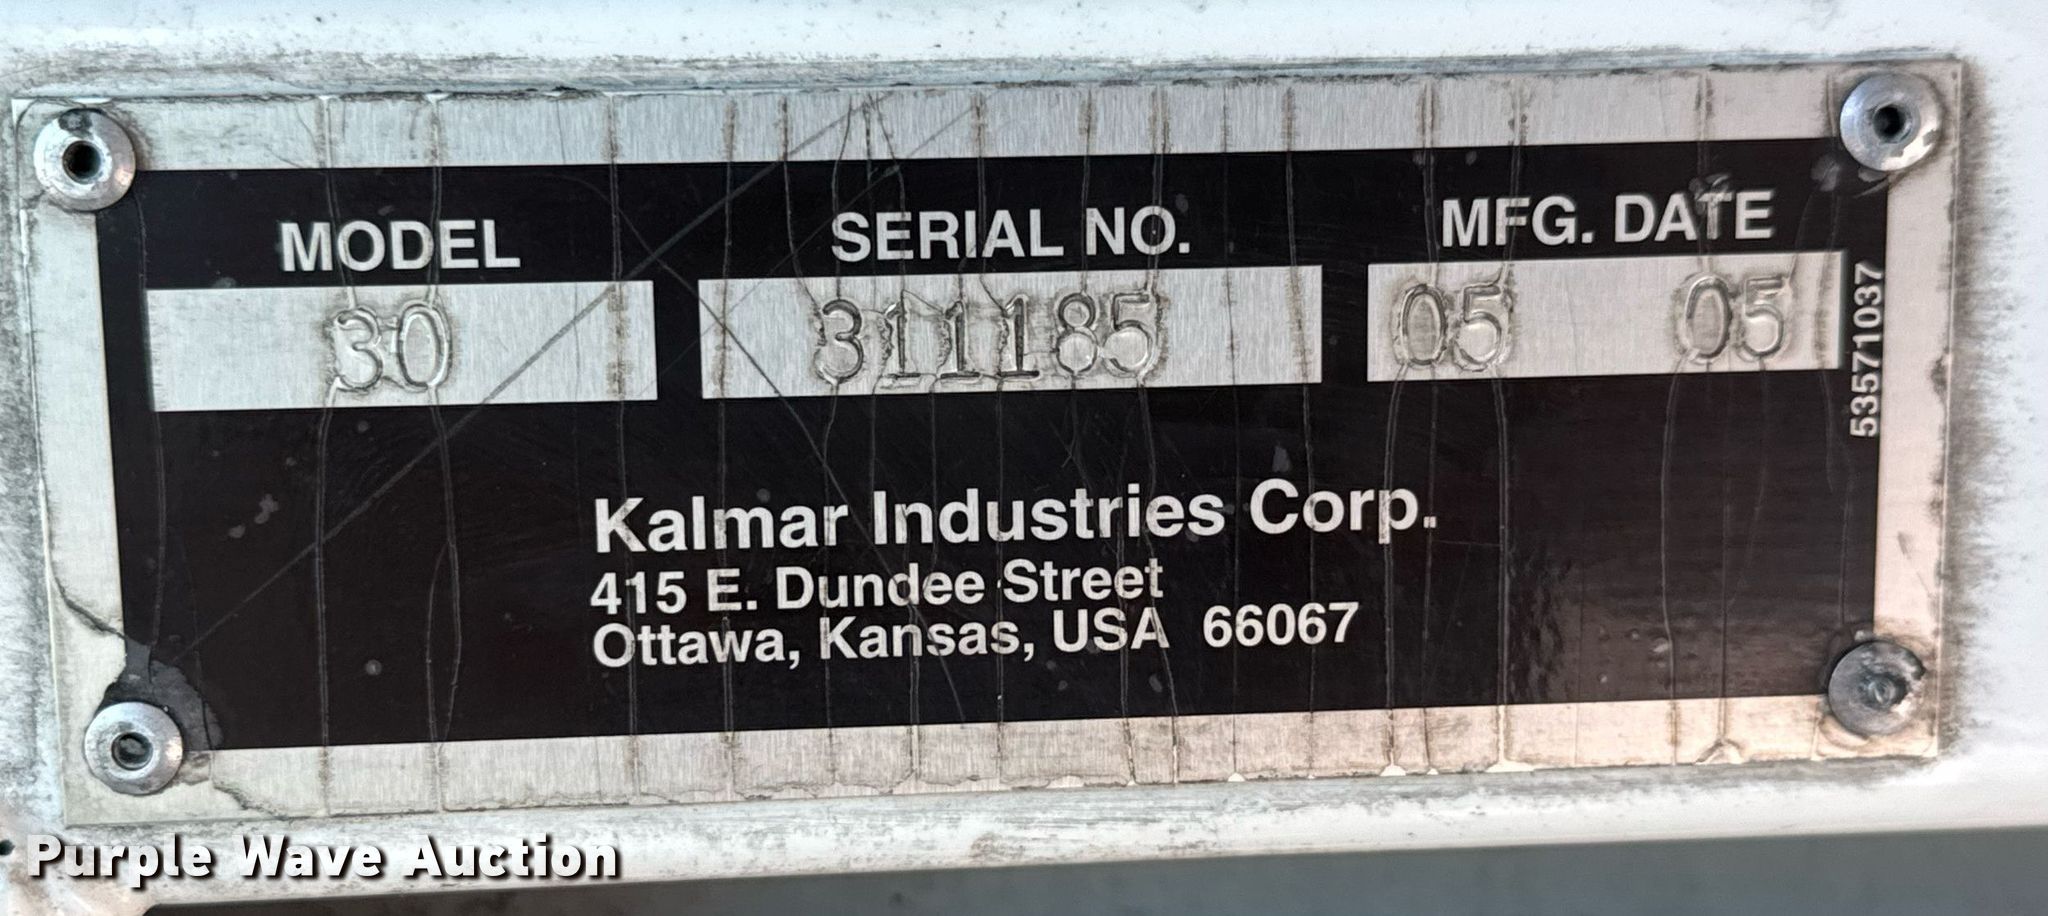 MODEL SERIAL NO. MFG. DATE
30 311185 05 05
53571037
Kalmar Industries Corp.
415 E. Dundee Street
Ottawa, Kansas, USA 66067
Purple Wave Auction